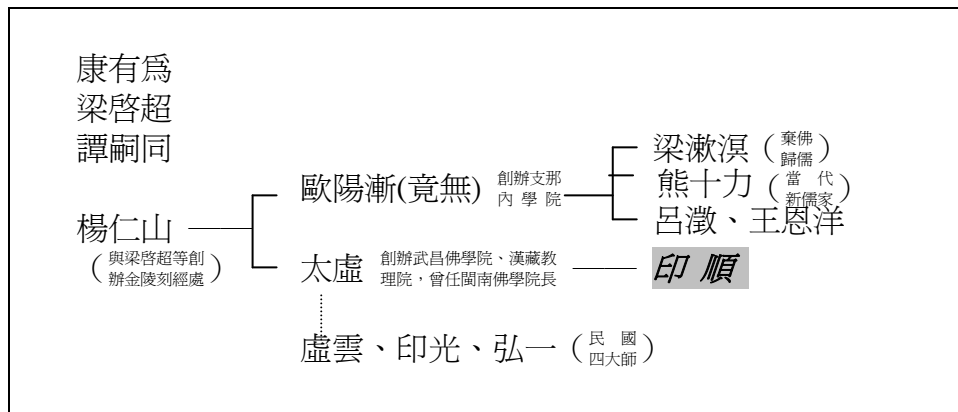 康有為
梁啓超
譚嗣同
楊仁山
（與梁啓超等創
辦金陵刻經處）
歐陽漸(竟無) 創辦支那
內學院
太虛 創辦武昌佛學院、漢藏教
理院，曾任閩南佛學院長
虛雲、印光、弘一（民國
四大師）
梁漱溟（棄佛
歸儒）
熊十力（當代
新儒家）
呂澂、王恩洋
印順